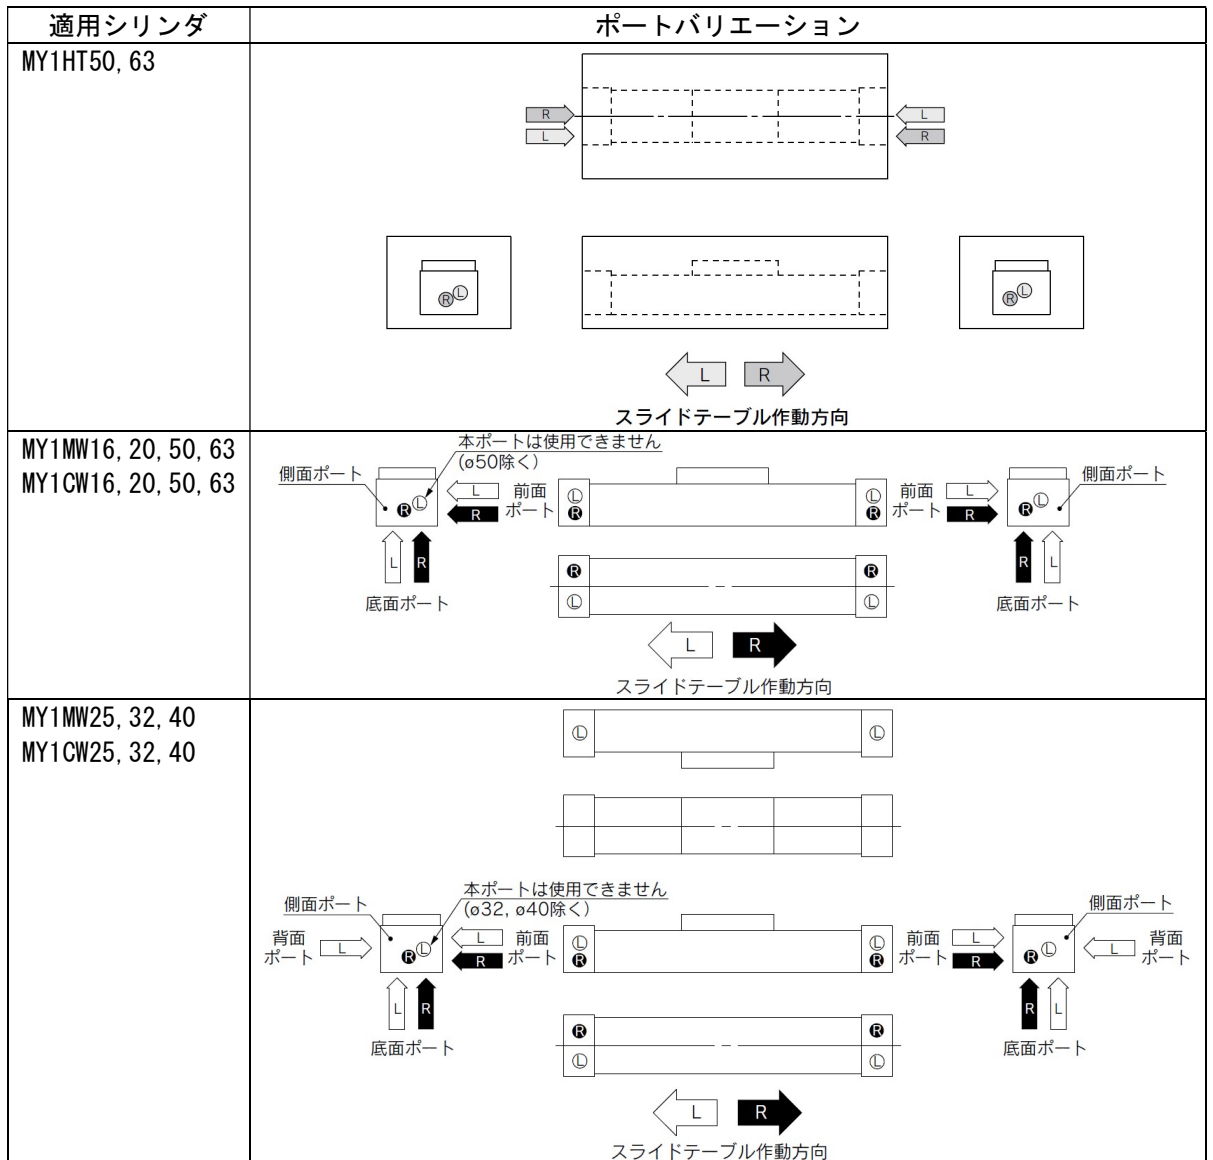 適用シリンダ ポートバリエーション
MY1HT50, 63
R L
L R
R L R L
L R
スライドテーブル作動方向
MY1MW16, 20, 50, 63
MY1CW16, 20, 50, 63
本ポートは使用できません
(ø50除く)
側面ポート 側面ポート
L 前面 L L 前面 L
R L R ポート R R ポート R R L
L R R R R L
底面ポート L L 底面ポート
L R
スライドテーブル作動方向
MY1MW25, 32, 40
MY1CW25, 32, 40
L L
本ポートは使用できません
(ø32, ø40除く)
側面ポート 側面ポート
背面 L 前面 L L 前面 L 背面
ポート L R L R ポート R R ポート R R L L ポート
L R R R R L
底面ポート L L 底面ポート
L R
スライドテーブル作動方向